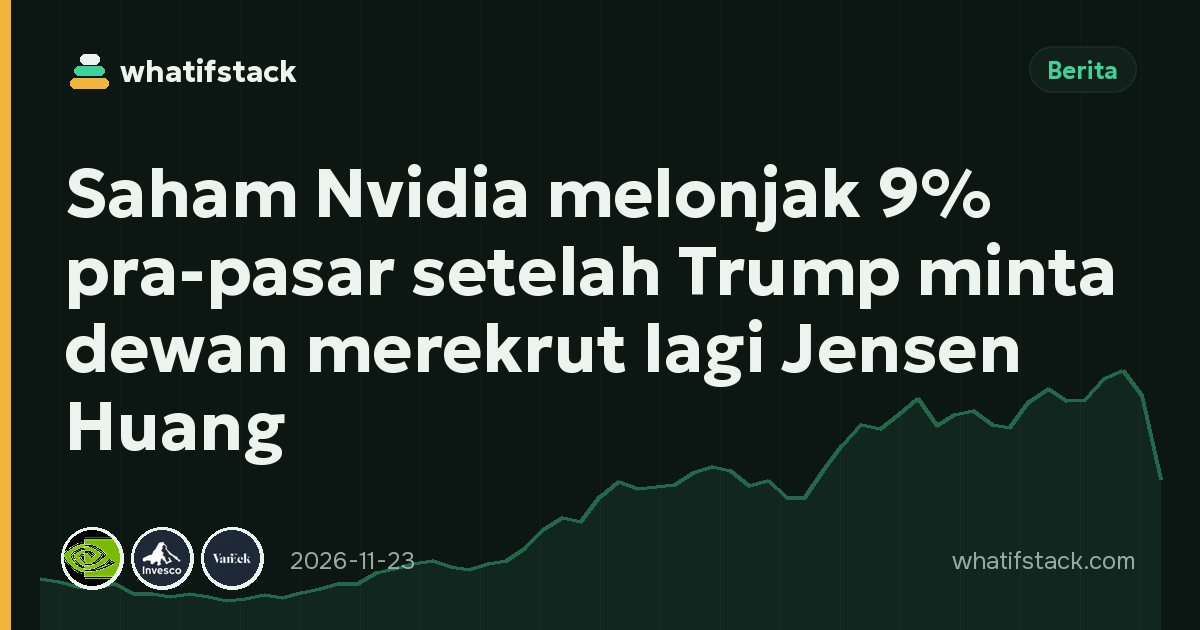 whatifstack
Berita
Saham Nvidia melonjak 9%
pra-pasar setelah Trump minta
dewan merekrut lagi Jensen
Huang
Invesco
VanEck
2026-11-23
whatifstack.com